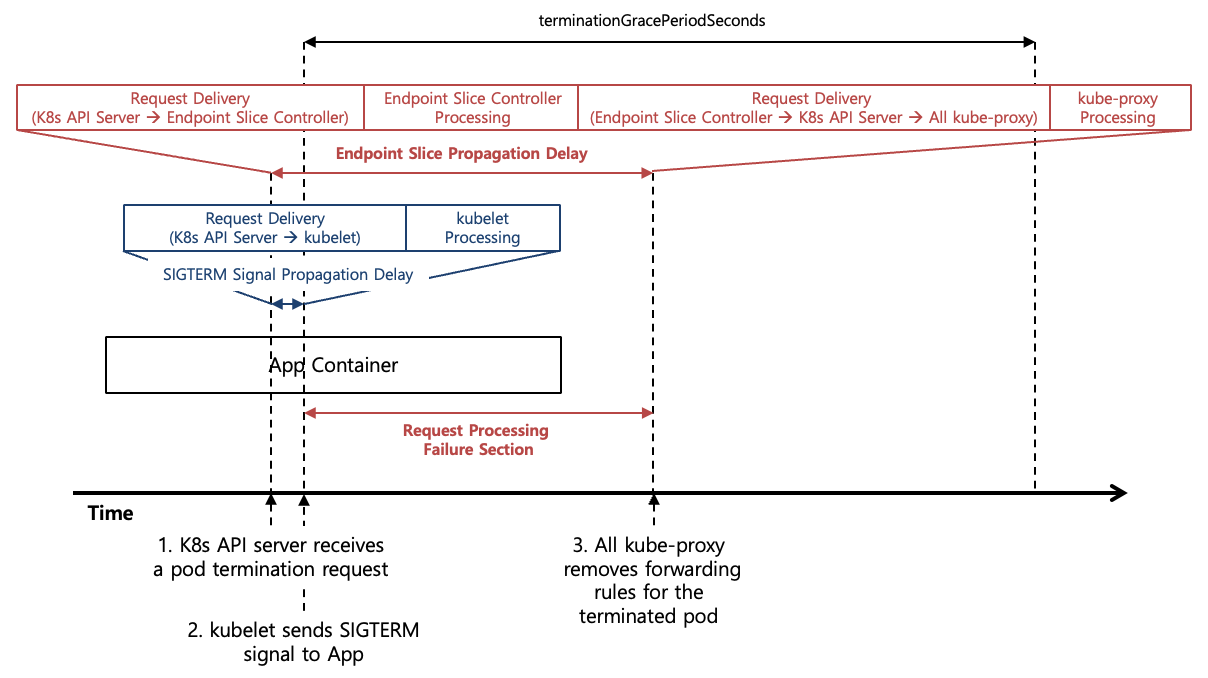 terminationGracePeriodSeconds
Request Delivery
(K8s API Server → Endpoint Slice Controller)
Endpoint Slice Controller
Processing
Request Delivery
(Endpoint Slice Controller → K8s API Server → All kube-proxy)
kube-proxy
Processing
Endpoint Slice Propagation Delay
Request Delivery
(K8s API Server → kubelet)
kubelet
Processing
SIGTERM Signal Propagation Delay
App Container
Request Processing
Failure Section
Time
1. K8s API server receives
a pod termination request
2. kubelet sends SIGTERM
signal to App
3. All kube-proxy
removes forwarding
rules for the
terminated pod